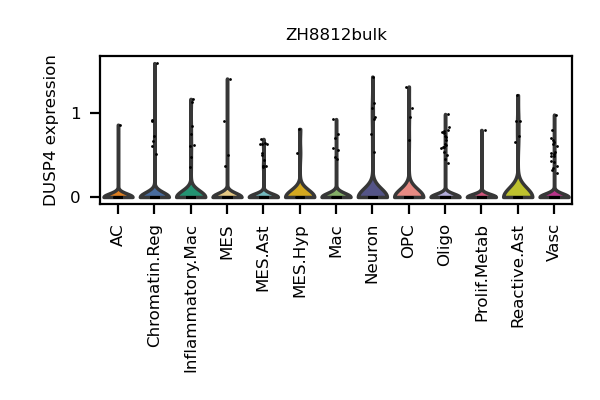 ZH8812bulk
DUSP4 expression
1
0
AC
Chromatin.Reg
Inflammatory.Mac
MES
MES.Ast
MES.Hyp
Mac
Neuron
OPC
Oligo
Prolif.Metab
Reactive.Ast
Vasc